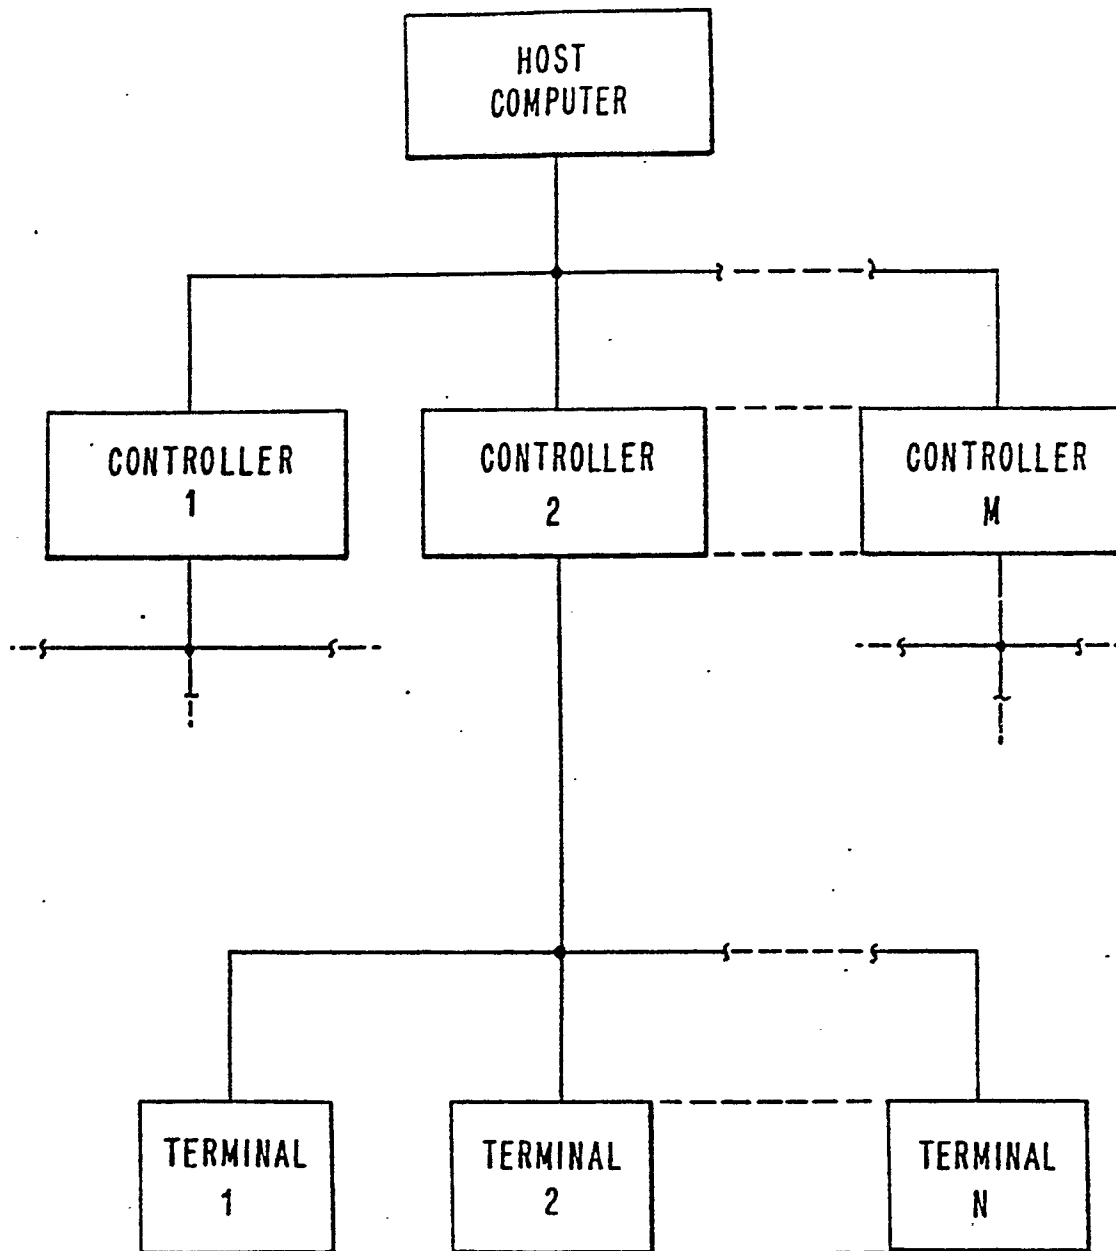 HOST
COMPUTER
CONTROLLER
1
CONTROLLER
2
CONTROLLER
M
TERMINAL
1
TERMINAL
2
TERMINAL
N